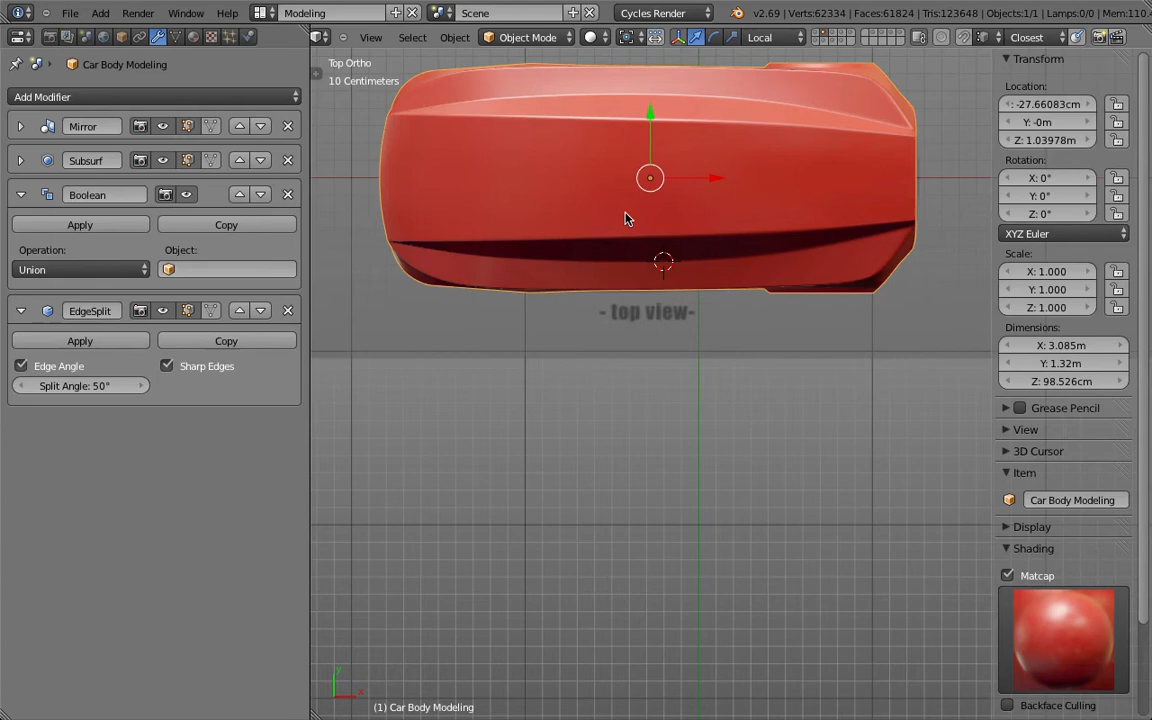 File Add Render Window Help Modeling Scene Cycles Render v2.69 | Verts:62334 | Faces:61824 | Tris:123648 | Objects:1/1 | Lamps:0/0 | Mem:110.
View Select Object Object Mode Local Closest
Car Body Modeling
Add Modifier
Mirror
Subsurf
Boolean
Apply Copy
Operation: Object:
Union
EdgeSplit
Apply Copy
Edge Angle Sharp Edges
Split Angle: 50°
Top Ortho
10 Centimeters
- top view-
y
x
(1) Car Body Modeling
Transform
Location:
: -27.66083cm
Y: -0m
Z: 1.03978m
Rotation:
X: 0°
Y: 0°
Z: 0°
XYZ Euler
Scale:
X: 1.000
Y: 1.000
Z: 1.000
Dimensions:
X: 3.085m
Y: 1.32m
Z: 98.526cm
Grease Pencil
View
3D Cursor
Item
Car Body Modeling
Display
Shading
Matcap
Backface Culling